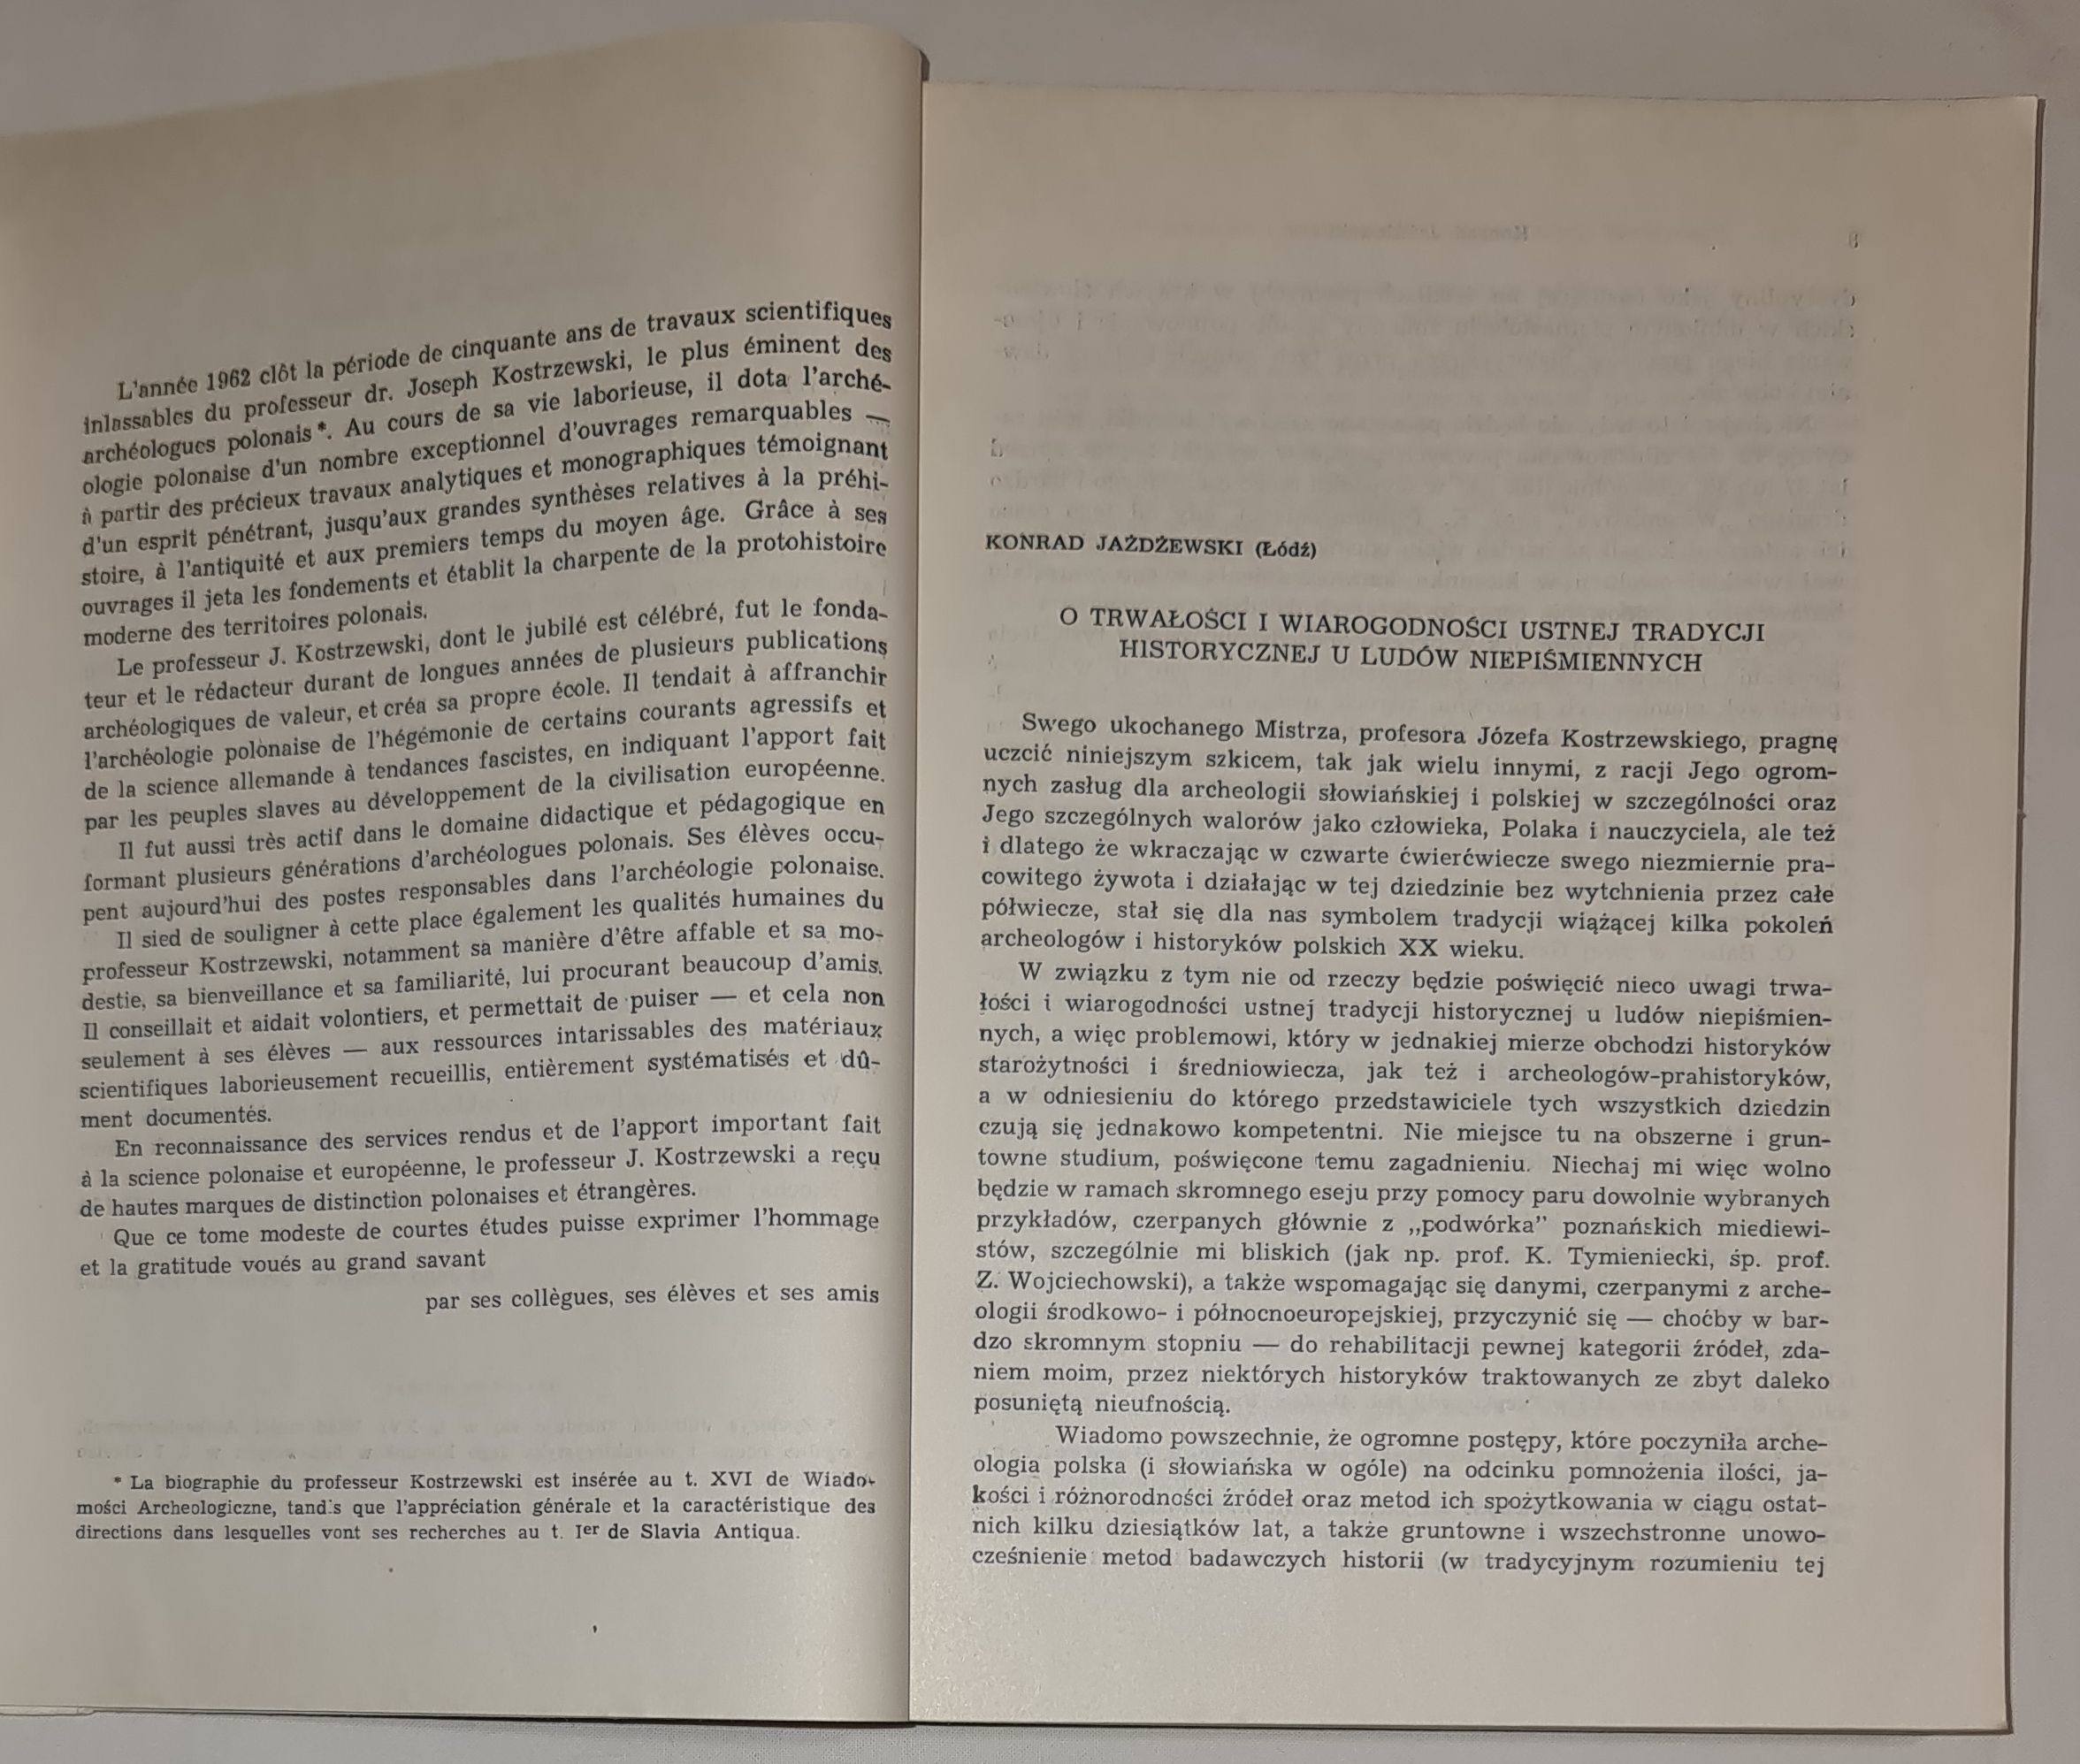 L'année 1962 clôt la période de cinquante ans de travaux scientifiques
inlassables du professeur dr. Joseph Kostrzewski, le plus éminent des
archéologues polonais*. Au cours de sa vie laborieuse, il dota l'arché-
ologie polonaise d'un nombre exceptionnel d'ouvrages remarquables —
à partir des précieux travaux analytiques et monographiques témoignant
d'un esprit pénétrant, jusqu'aux grandes synthèses relatives à la préhi-
stoire, à l'antiquité et aux premiers temps du moyen âge. Grâce à ses
ouvrages il jeta les fondements et établit la charpente de la protohistoire
moderne des territoires polonais.
Le professeur J. Kostrzewski, dont le jubilé est célébré, fut le fonda-
teur et le rédacteur durant de longues années de plusieurs publications
archéologiques de valeur, et créa sa propre école. Il tendait à affranchir
l'archéologie polonaise de l'hégémonie de certains courants agressifs et
de la science allemande à tendances fascistes, en indiquant l'apport fait
par les peuples slaves au développement de la civilisation européenne.
Il fut aussi très actif dans le domaine didactique et pédagogique en
formant plusieurs générations d'archéologues polonais. Ses élèves occu-
pent aujourd'hui des postes responsables dans l'archéologie polonaise.
Il sied de souligner à cette place également les qualités humaines du
professeur Kostrzewski, notamment sa manière d'être affable et sa mo-
destie, sa bienveillance et sa familiarité, lui procurant beaucoup d'amis.
Il conseillait et aidait volontiers, et permettait de puiser — et cela non
seulement à ses élèves — aux ressources intarissables des matériaux
scientifiques laborieusement recueillis, entièrement systématisés et dû-
ment documentés.
En reconnaissance des services rendus et de l'apport important fait
à la science polonaise et européenne, le professeur J. Kostrzewski a reçu
de hautes marques de distinction polonaises et étrangères.
Que ce tome modeste de courtes études puisse exprimer l'hommage
et la gratitude voués au grand savant
par ses collègues, ses élèves et ses amis
* La biographie du professeur Kostrzewski est insérée au t. XVI de Wiado-
mości Archeologiczne, tandis que l'appréciation générale et la caractéristique des
directions dans lesquelles vont ses recherches au t. Ier de Slavia Antiqua.
KONRAD JAŻDŻEWSKI (Łódź)
O TRWAŁOŚCI I WIAROGODNOŚCI USTNEJ TRADYCJI
HISTORYCZNEJ U LUDÓW NIEPIŚMIENNYCH
Swego ukochanego Mistrza, profesora Józefa Kostrzewskiego, pragnę
uczcić niniejszym szkicem, tak jak wielu innymi, z racji Jego ogrom-
nych zasług dla archeologii słowiańskiej i polskiej w szczególności oraz
Jego szczególnych walorów jako człowieka, Polaka i nauczyciela, ale też
i dlatego że wkraczając w czwarte ćwierćwiecze swego niezmiernie pra-
cowitego żywota i działając w tej dziedzinie bez wytchnienia przez całe
półwiecze, stał się dla nas symbolem tradycji wiążącej kilka pokoleń
archeologów i historyków polskich XX wieku.
W związku z tym nie od rzeczy będzie poświęcić nieco uwagi trwa-
łości i wiarogodności ustnej tradycji historycznej u ludów niepiśmien-
nych, a więc problemowi, który w jednakiej mierze obchodzi historyków
starożytności i średniowiecza, jak też i archeologów-prahistoryków,
a w odniesieniu do którego przedstawiciele tych wszystkich dziedzin
czują się jednakowo kompetentni. Nie miejsce tu na obszerne i grun-
towne studium, poświęcone temu zagadnieniu. Niechaj mi więc wolno
będzie w ramach skromnego eseju przy pomocy paru dowolnie wybranych
przykładów, czerpanych głównie z „podwórka” poznańskich miediewi-
stów, szczególnie mi bliskich (jak np. prof. K. Tymieniecki, śp. prof.
Z. Wojciechowski), a także wspomagając się danymi, czerpanymi z arche-
ologii środkowo- i północnoeuropejskiej, przyczynić się — choćby w bar-
dzo skromnym stopniu — do rehabilitacji pewnej kategorii źródeł, zda-
niem moim, przez niektórych historyków traktowanych ze zbyt daleko
posuniętą nieufnością.
Wiadomo powszechnie, że ogromne postępy, które poczyniła arche-
ologia polska (i słowiańska w ogóle) na odcinku pomnożenia ilości, ja-
kości i różnorodności źródeł oraz metod ich spożytkowania w ciągu ostat-
nich kilku dziesiątków lat, a także gruntowne i wszechstronne unowo-
cześnienie metod badawczych historii (w tradycyjnym rozumieniu tej